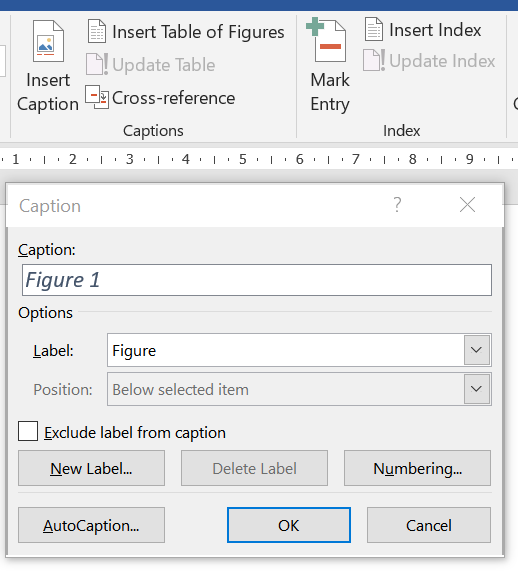 Insert Caption
Insert Table of Figures
Update Table
Cross-reference
Captions
Mark Entry
Insert Index
Update Index
Index
1 2 3 4 5 6 7 8 9
Caption ?
Caption:
Figure 1
Options
Label: Figure
Position: Below selected item
Exclude label from caption
New Label... Delete Label Numbering...
AutoCaption... OK Cancel